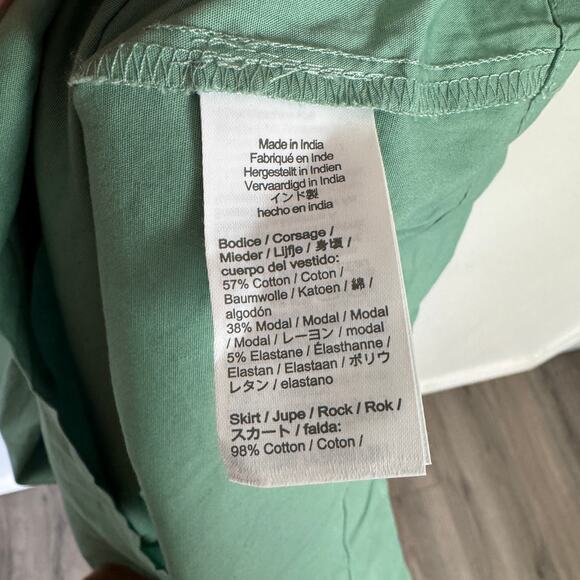 Made in India
Fabriqué en Inde
Hergestellt in Indien
Vervaardigd in India
インド製
hecho en india
Bodice / Corsage /
Mieder / Lijfje / 身頃 /
cuerpo del vestido:
57% Cotton / Coton /
Baumwolle / Katoen / 綿 /
algodón
38% Modal / Modal / Modal
/ Modal / レーヨン / modal
5% Elastane / Élasthanne /
Elastan / Elastaan / ポリウ
レタン / elastano
Skirt / Jupe / Rock / Rok /
スカート / falda:
98% Cotton / Coton /